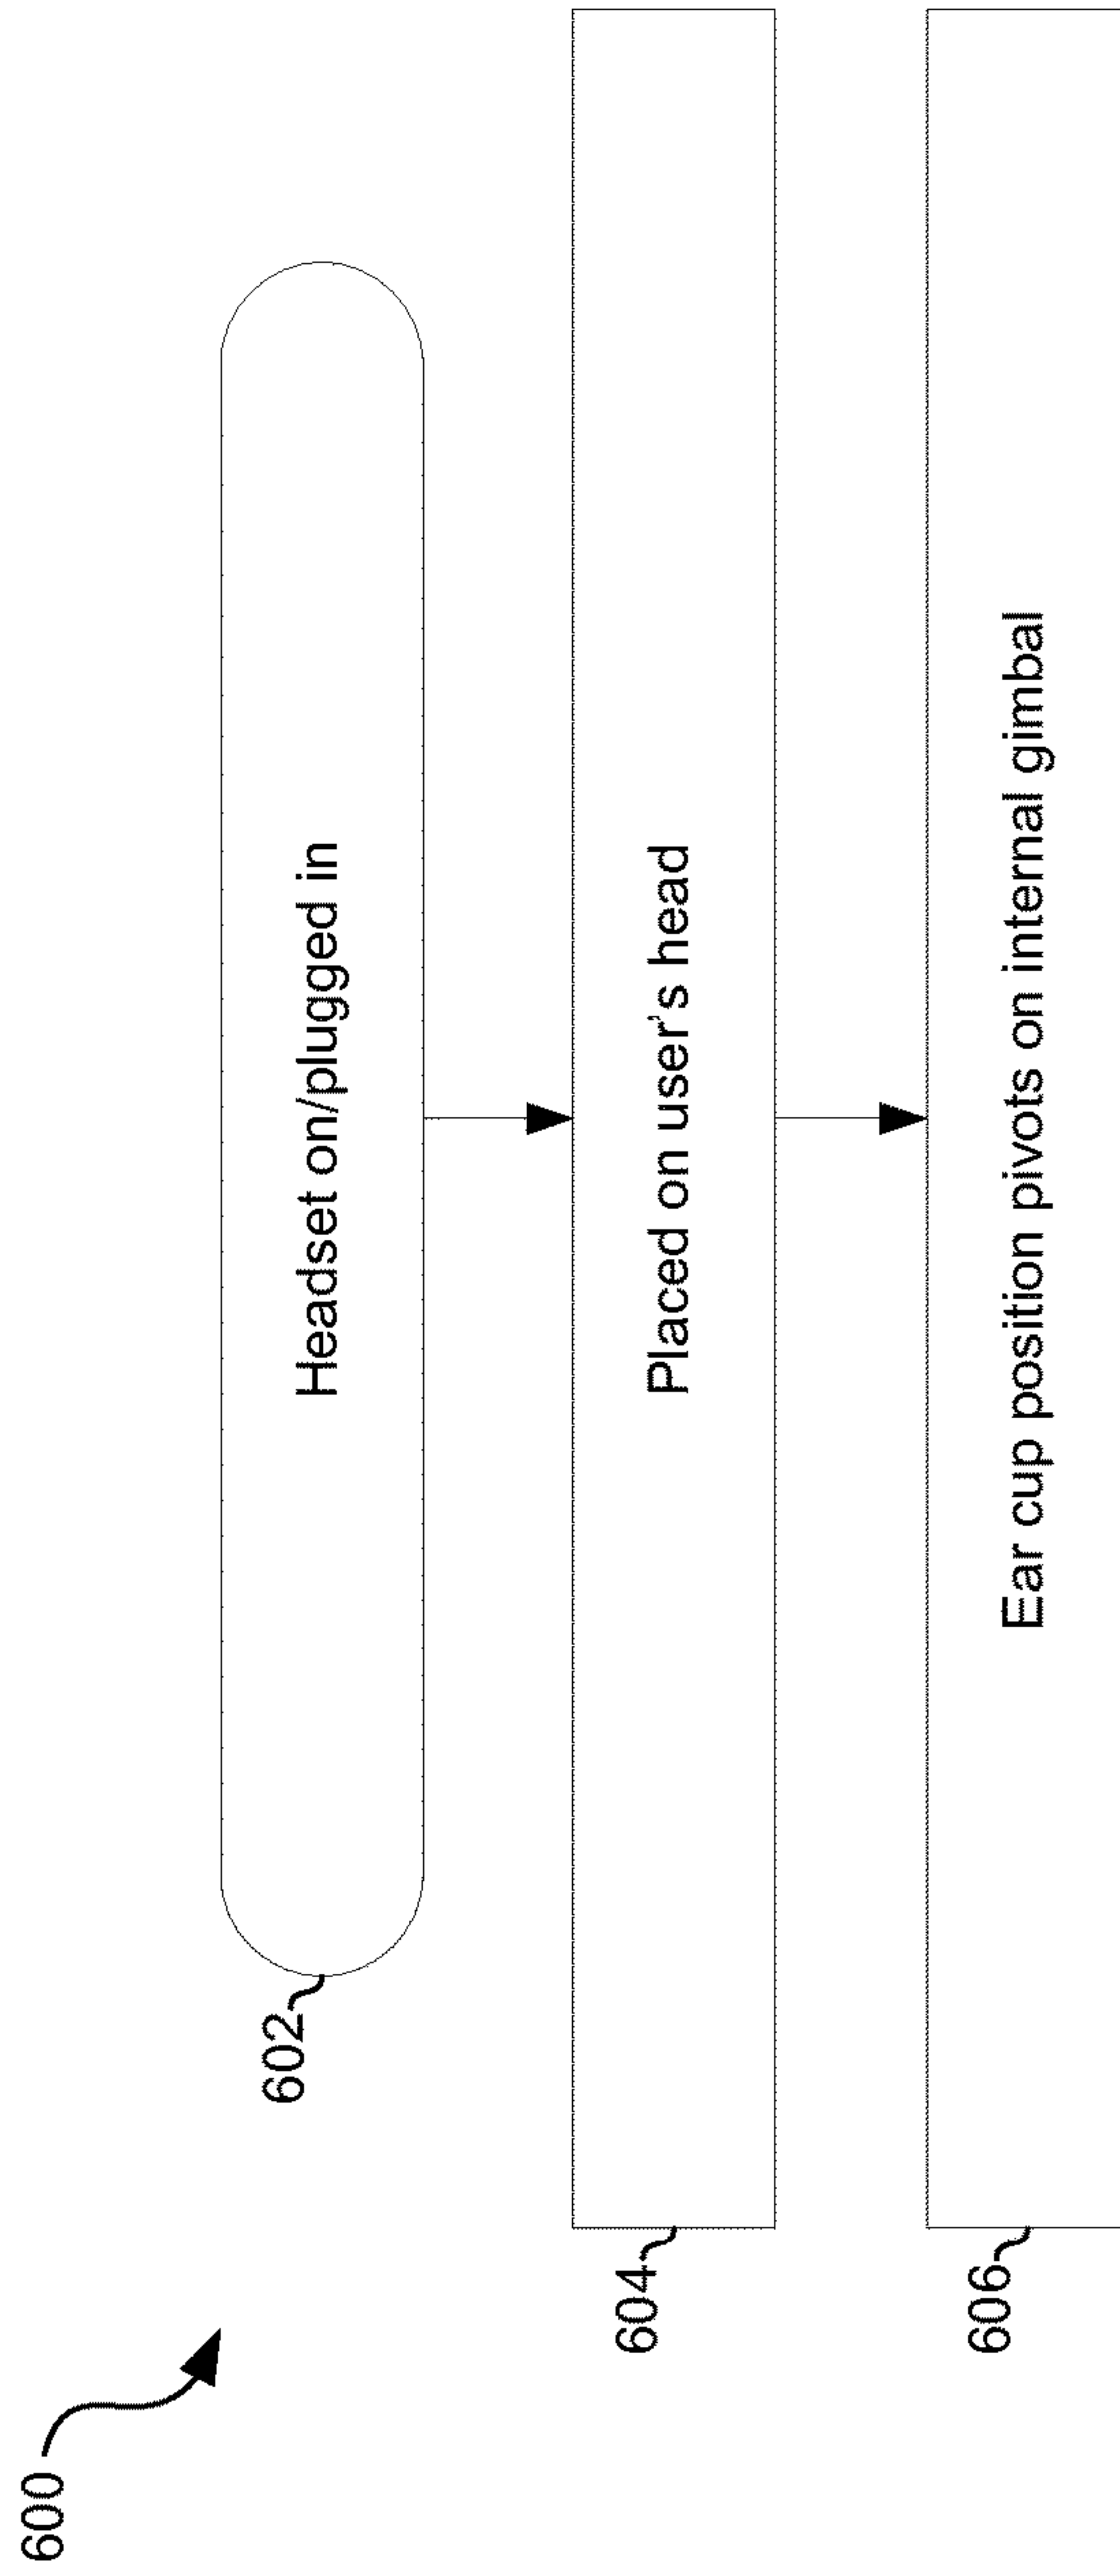 600
602
Headset on/plugged in
604
Placed on user's head
606
Ear cup position pivots on internal gimbal